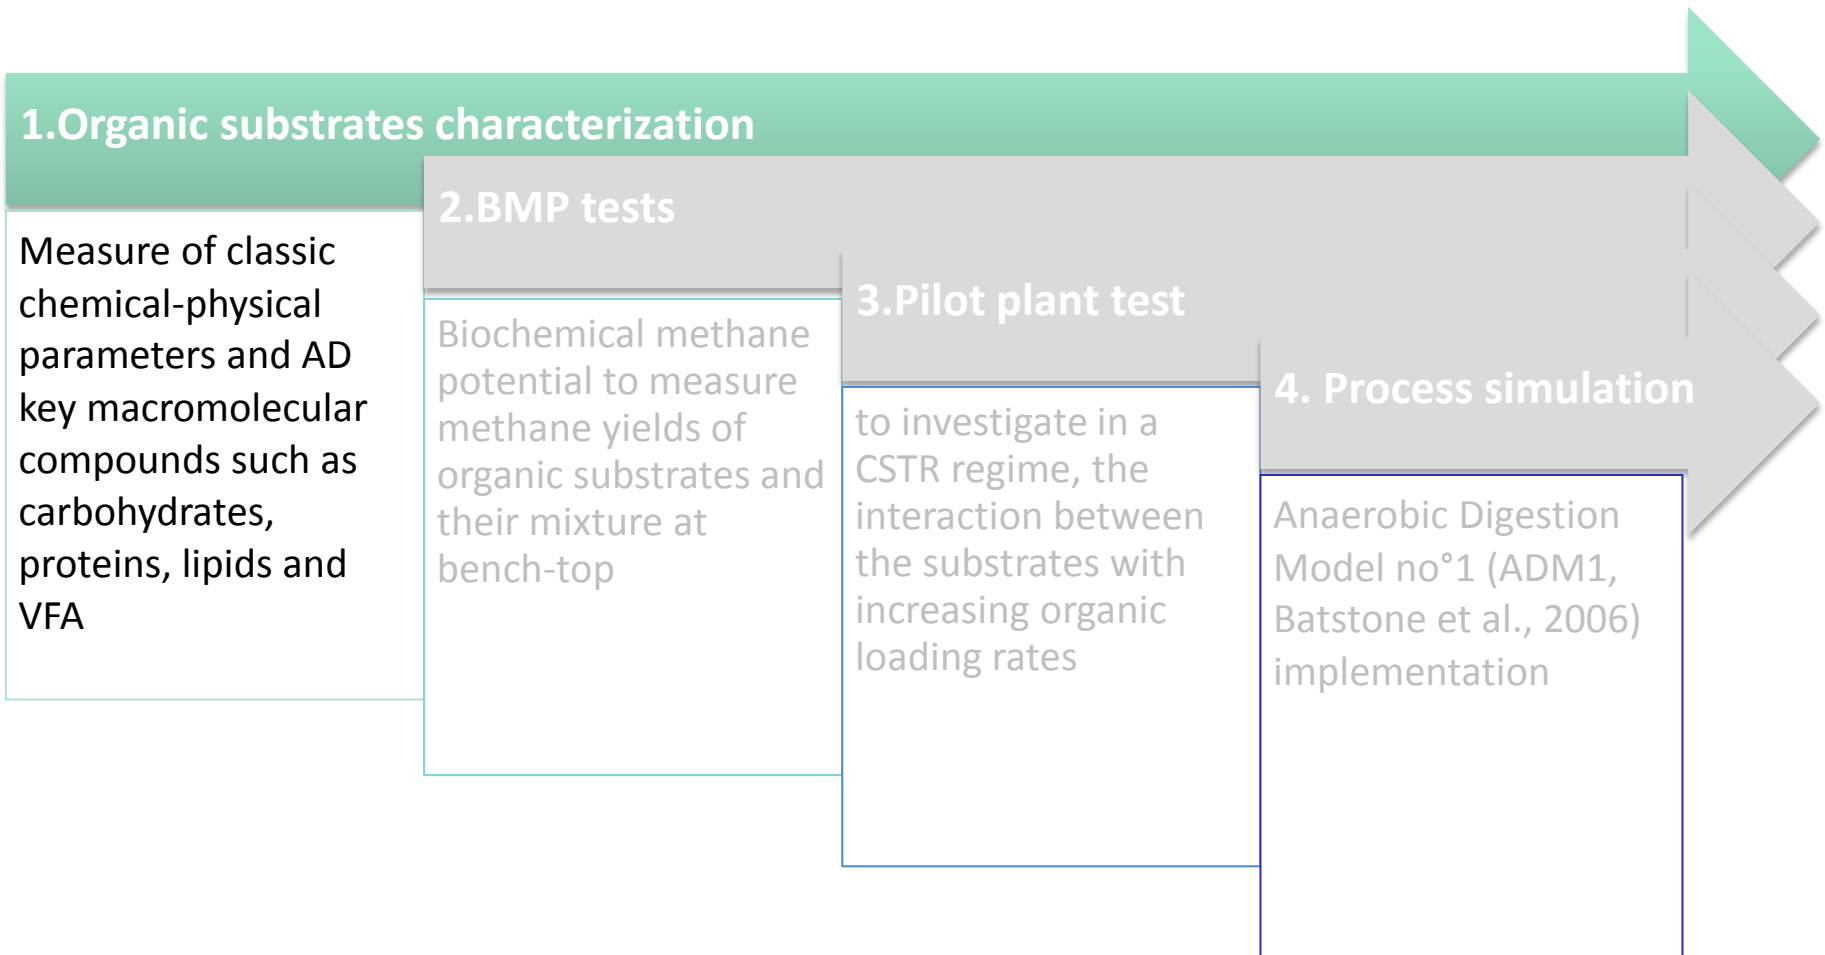 1.Organic substrates characterization
Measure of classic
chemical-physical
parameters and AD
key macromolecular
compounds such as
carbohydrates,
proteins, lipids and
VFA
2.BMP tests
Biochemical methane
potential to measure
methane yields of
organic substrates and
their mixture at
bench-top
3.Pilot plant test
to investigate in a
CSTR regime, the
interaction between
the substrates with
increasing organic
loading rates
4. Process simulation
Anaerobic Digestion
Model no°1 (ADM1,
Batstone et al., 2006)
implementation